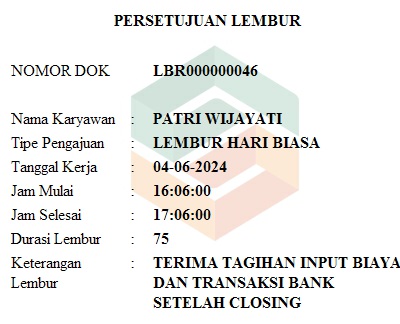 PERSETUJUAN LEMBUR
NOMOR DOK LBR000000046
Nama Karyawan : PATRI WIJAYATI
Tipe Pengajuan : LEMBUR HARI BIASA
Tanggal Kerja : 04-06-2024
Jam Mulai : 16:06:00
Jam Selesai : 17:06:00
Durasi Lembur : 75
Keterangan : TERIMA TAGIHAN INPUT BIAYA
Lembur DAN TRANSAKSI BANK
SETELAH CLOSING